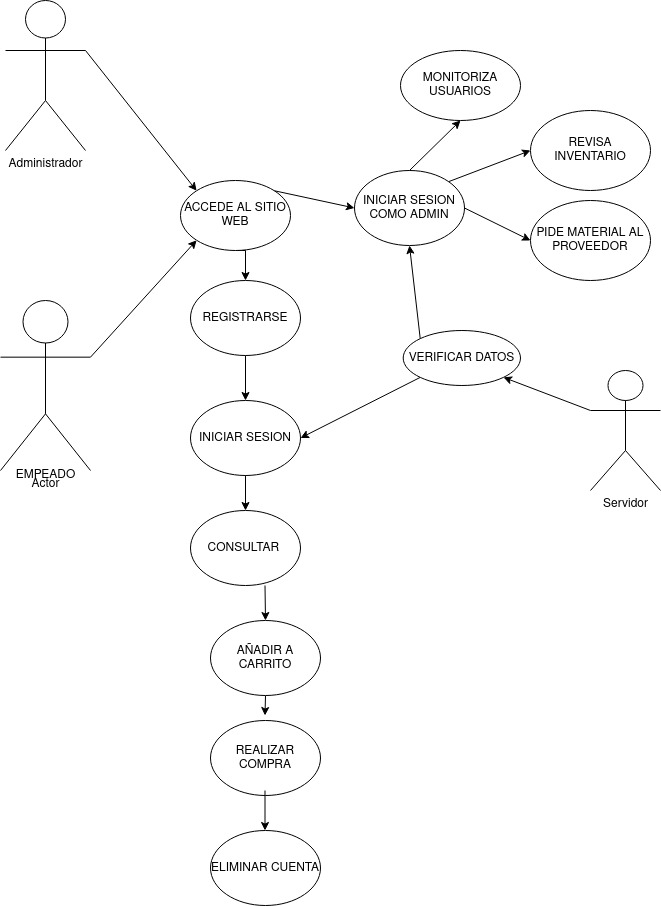 MONITORIZA
USUARIOS
Administrador
REVISA
INVENTARIO
ACCEDE AL SITIO
WEB
INICIAR SESION
COMO ADMIN
PIDE MATERIAL AL
PROVEEDOR
REGISTRARSE
VERIFICAR DATOS
INICIAR SESION
EMPEADO
Actor
Servidor
CONSULTAR
AÑADIR A
CARRITO
REALIZAR
COMPRA
ELIMINAR CUENTA